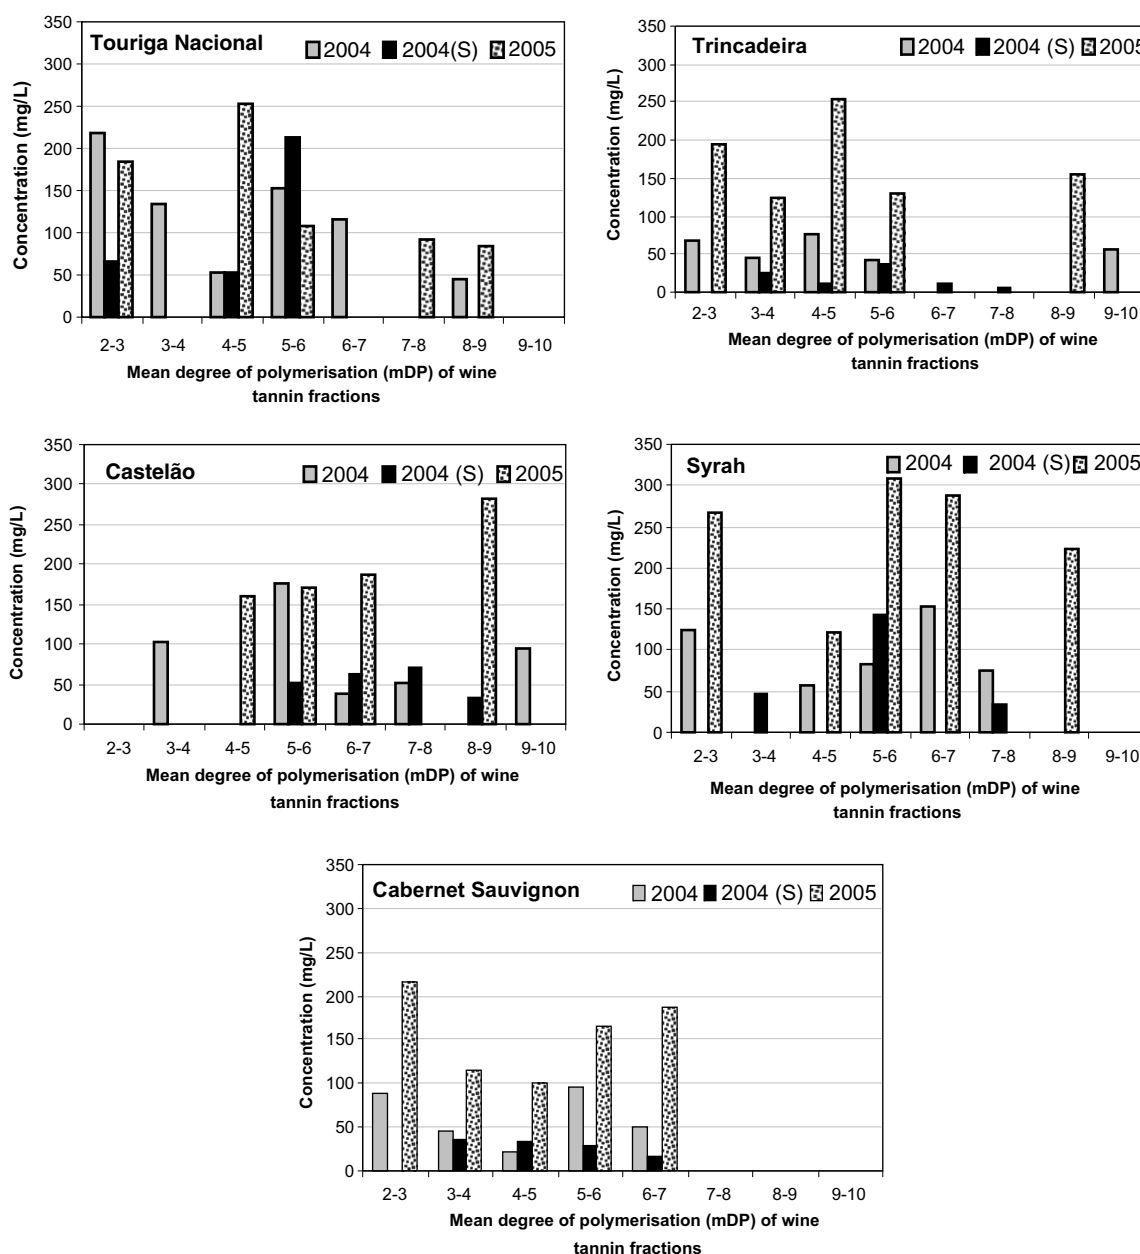 Touriga Nacional
2004 2004(S) 2005
Concentration (mg/L)
350
300
250
200
150
100
50
0
2-3 3-4 4-5 5-6 6-7 7-8 8-9 9-10
Mean degree of polymerisation (mDP) of wine
tannin fractions
Trincadeira
2004 2004 (S) 2005
Concentration (mg/L)
350
300
250
200
150
100
50
0
2-3 3-4 4-5 5-6 6-7 7-8 8-9 9-10
Mean degree of polymerisation (mDP) of wine
tannin fractions
Castelão
2004 2004 (S) 2005
Concentration (mg/L)
350
300
250
200
150
100
50
0
2-3 3-4 4-5 5-6 6-7 7-8 8-9 9-10
Mean degree of polymerisation (mDP) of wine
tannin fractions
Syrah
2004 2004 (S) 2005
Concentration (mg/L)
350
300
250
200
150
100
50
0
2-3 3-4 4-5 5-6 6-7 7-8 8-9 9-10
Mean degree of polymerisation (mDP) of wine
tannin fractions
Cabernet Sauvignon
2004 2004 (S) 2005
Concentration (mg/L)
350
300
250
200
150
100
50
0
2-3 3-4 4-5 5-6 6-7 7-8 8-9 9-10
Mean degree of polymerisation (mDP) of wine
tannin fractions